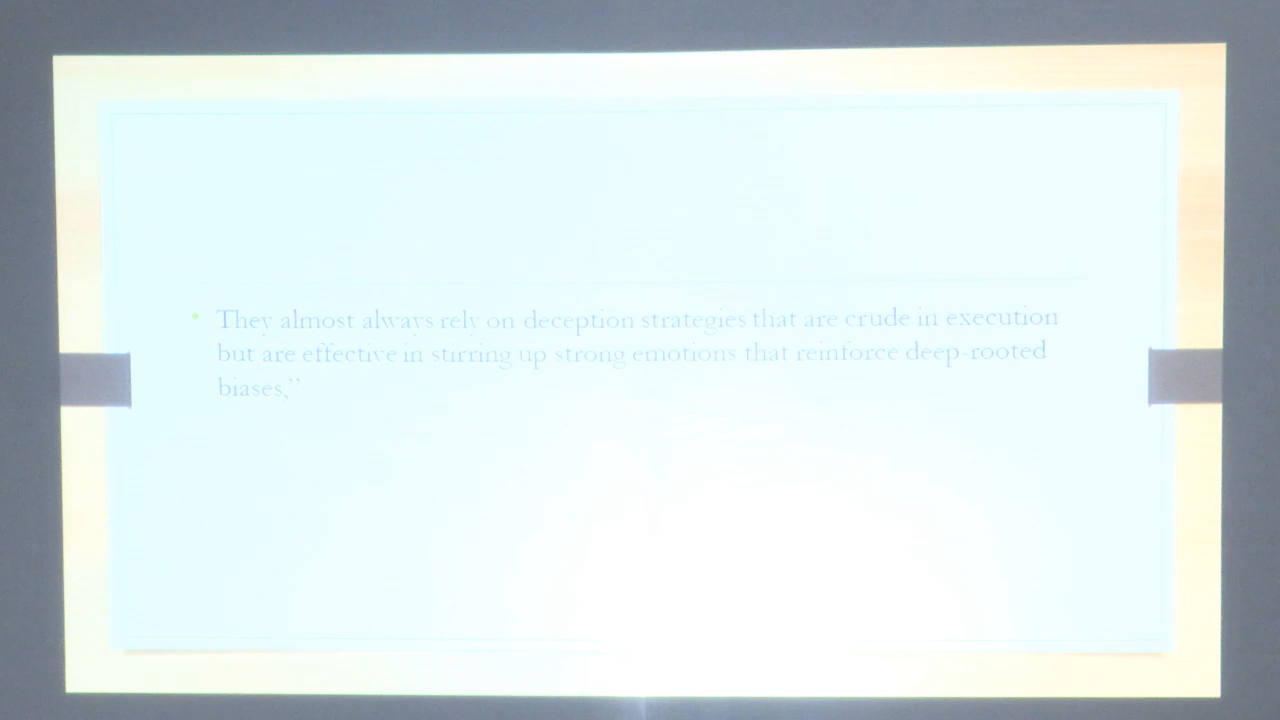 • They almost always rely on deception strategies that are crude in execution
but are effective in stirring up strong emotions that reinforce deep-rooted
biases,”